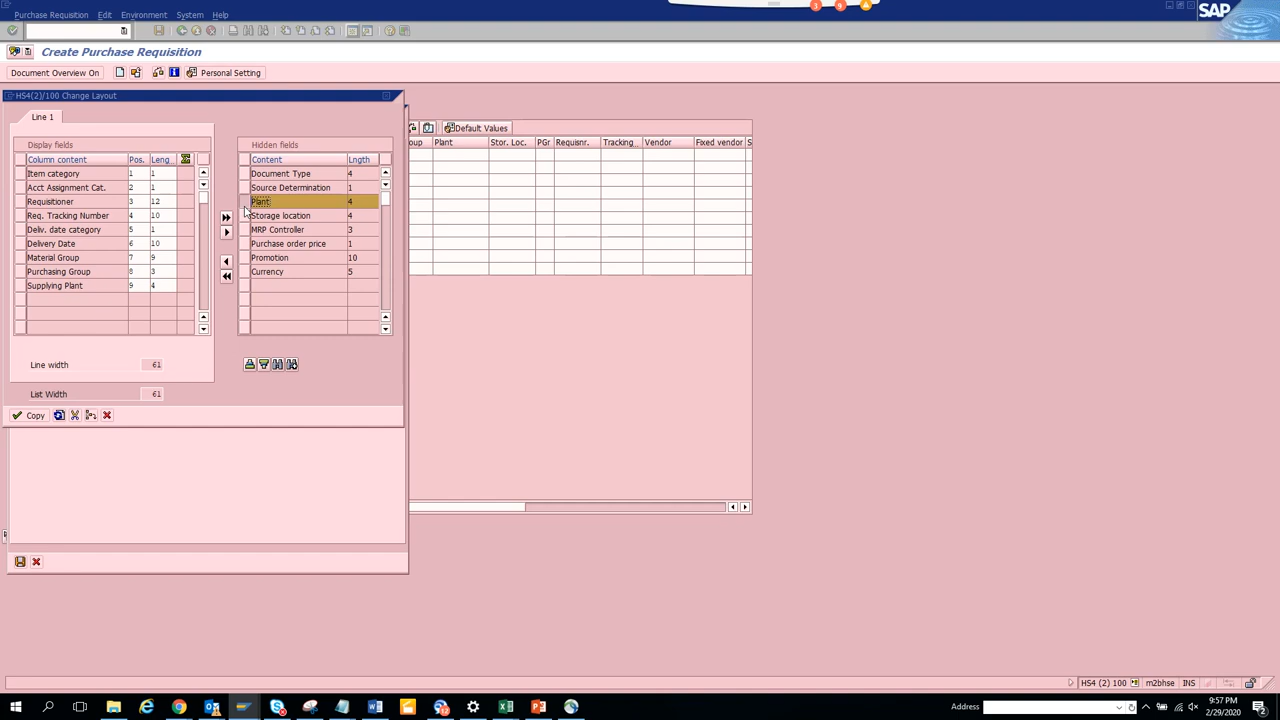 Purchase Requisition Edit Environment System Help
SAP
3 9
Create Purchase Requisition
Document Overview On Personal Setting
HS4(2)/100 Change Layout
Line 1
Display fields
Column content Pos. Leng
Item category 1 1
Acct Assignment Cat. 2 1
Requisitioner 3 12
Req. Tracking Number 4 10
Deliv. date category 5 1
Delivery Date 6 10
Material Group 7 9
Purchasing Group 8 3
Supplying Plant 9 4
Line width 61
List Width 61
Hidden fields
Content Lngth
Document Type 4
Source Determination 1
Plant 4
Storage location 4
MRP Controller 3
Purchase order price 1
Promotion 10
Currency 5
Copy
Default Values
oup Plant Stor. Loc. PGr Requisnr. Tracking Vendor Fixed vendor S
HS4 (2) 100 m2bhse INS
Address
9:57 PM
2/29/2020
2